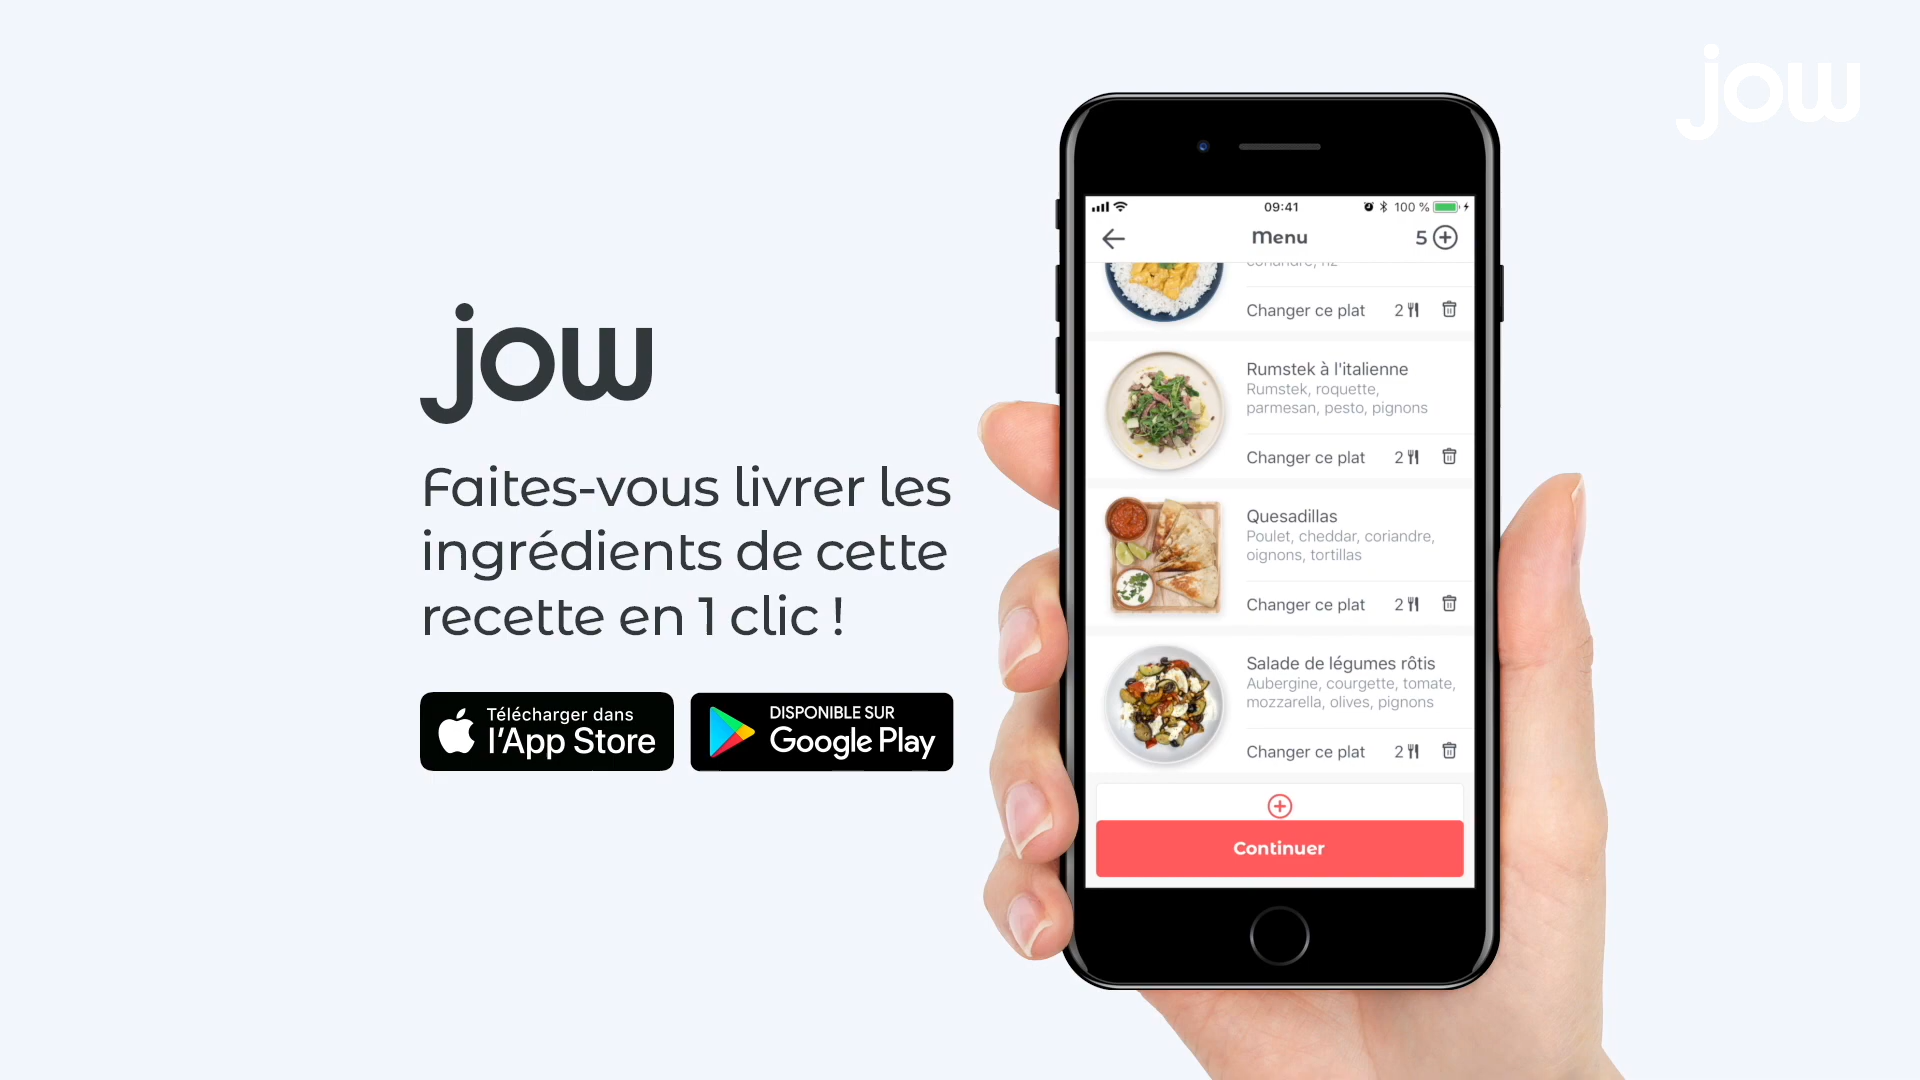 jow
jow
Faites-vous livrer les
ingrédients de cette
recette en 1 clic !
Télécharger dans
l'App Store
DISPONIBLE SUR
Google Play
09:41
100 %
Menu
5
Changer ce plat 2
Rumstek à l'italienne
Rumstek, roquette,
parmesan, pesto, pignons
Changer ce plat 2
Quesadillas
Poulet, cheddar, coriandre,
oignons, tortillas
Changer ce plat 2
Salade de légumes rôtis
Aubergine, courgette, tomate,
mozzarella, olives, pignons
Changer ce plat 2
Continuer